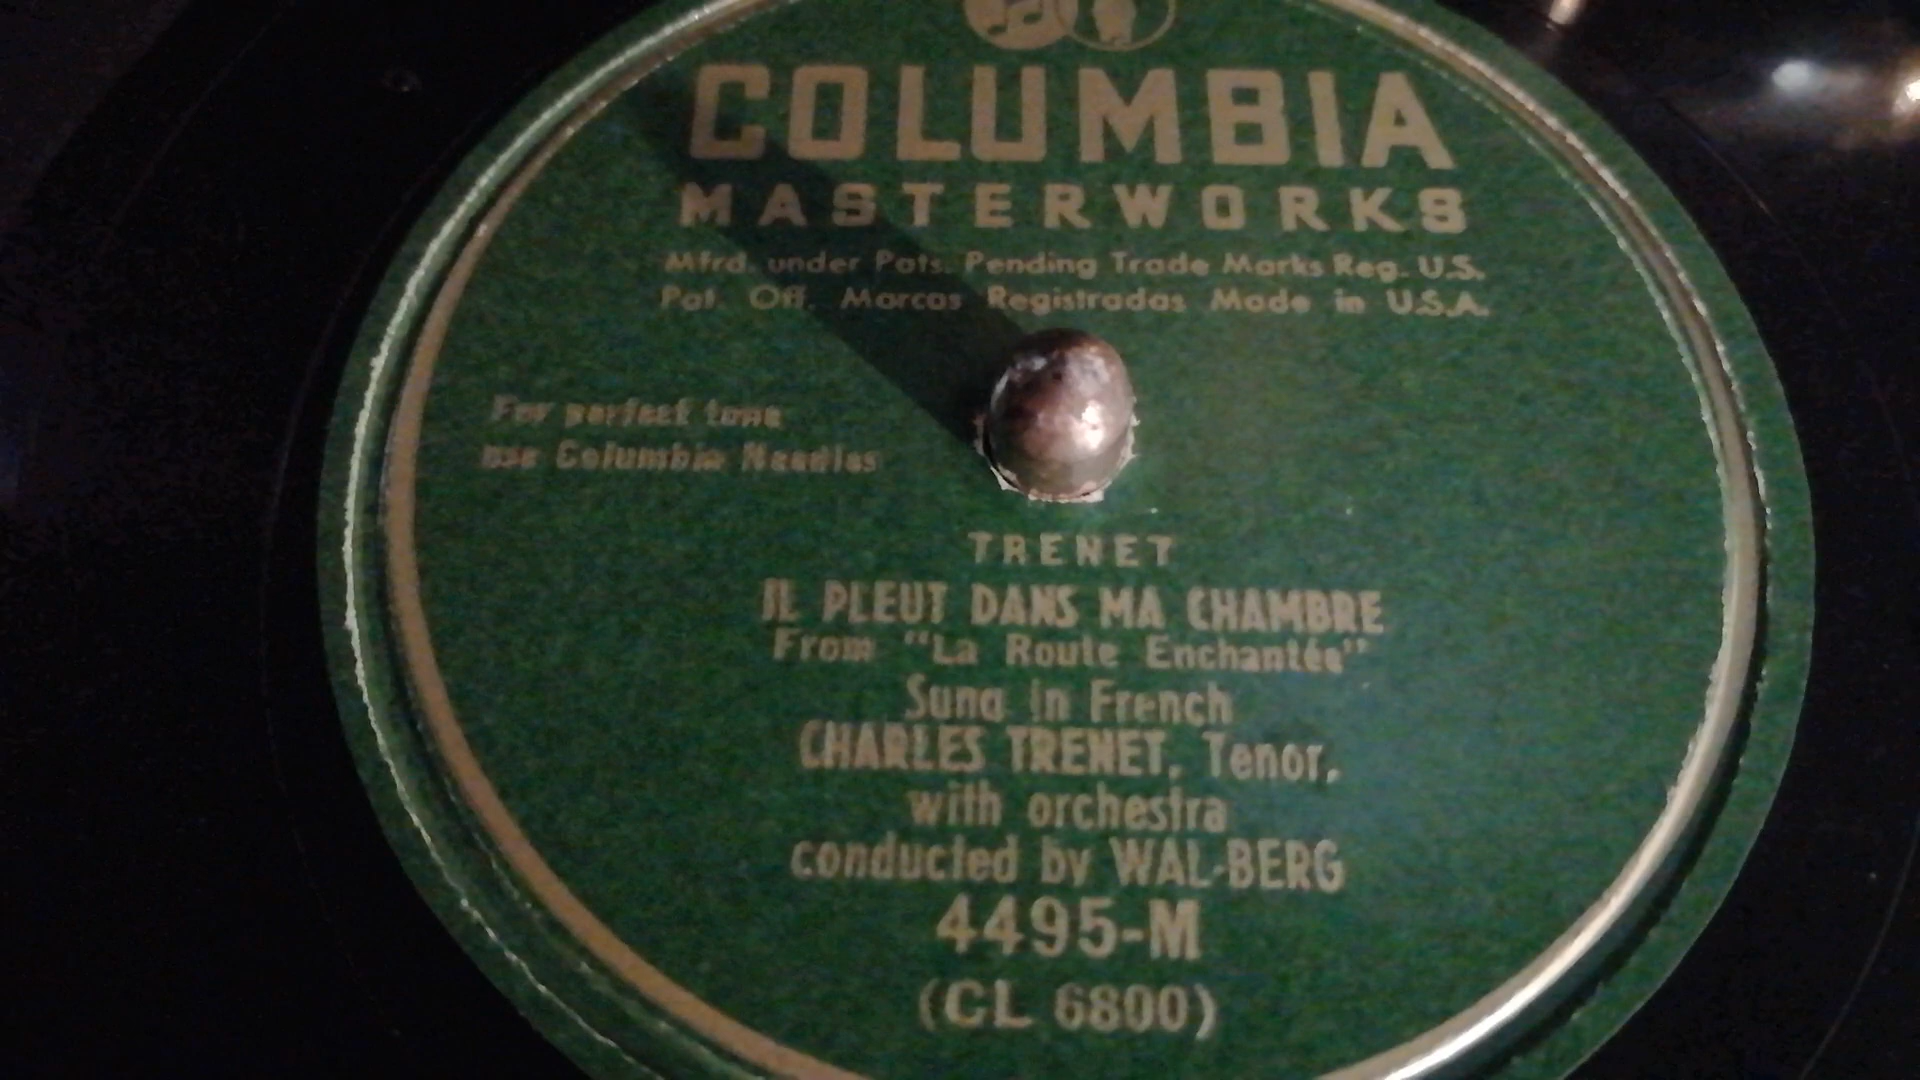 COLUMBIA
MASTERWORKS
Mfrd. under Pats. Pending Trade Marks Reg. U.S.
Pat. Off. Marcas Registradas Made in U.S.A.
For perfect tone
use Columbia Needles
TRENET
IL PLEUT DANS MA CHAMBRE
From "La Route Enchantée"
Sung in French
CHARLES TRENET, Tenor,
with orchestra
conducted by WAL-BERG
4495-M
(CL 6800)